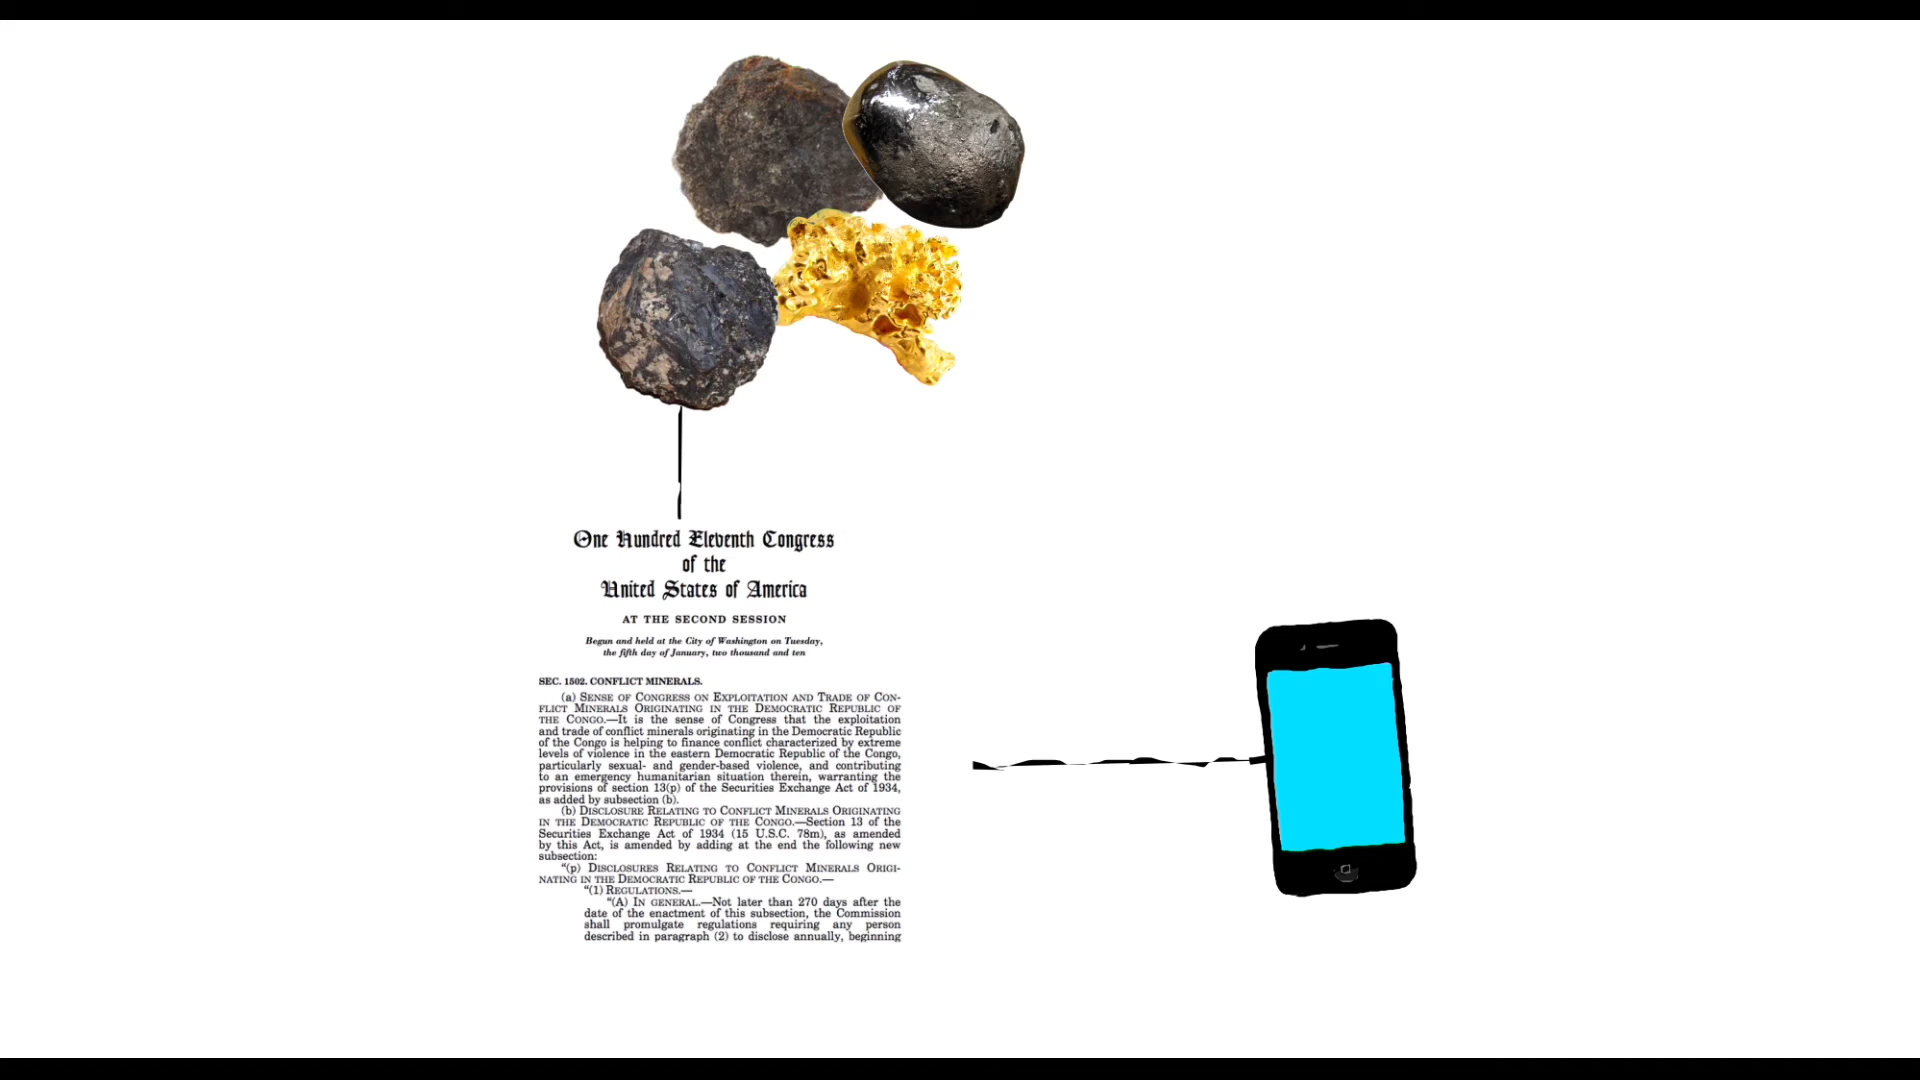 One Hundred Eleventh Congress
of the
United States of America
AT THE SECOND SESSION
Begun and held at the City of Washington on Tuesday,
the fifth day of January, two thousand and ten
SEC. 1502. CONFLICT MINERALS.
(a) SENSE OF CONGRESS ON EXPLOITATION AND TRADE OF CON-
FLICT MINERALS ORIGINATING IN THE DEMOCRATIC REPUBLIC OF
THE CONGO.—It is the sense of Congress that the exploitation
and trade of conflict minerals originating in the Democratic Republic
of the Congo is helping to finance conflict characterized by extreme
levels of violence in the eastern Democratic Republic of the Congo,
particularly sexual- and gender-based violence, and contributing
to an emergency humanitarian situation therein, warranting the
provisions of section 13(p) of the Securities Exchange Act of 1934,
as added by subsection (b).
(b) DISCLOSURE RELATING TO CONFLICT MINERALS ORIGINATING
IN THE DEMOCRATIC REPUBLIC OF THE CONGO.—Section 13 of the
Securities Exchange Act of 1934 (15 U.S.C. 78m), as amended
by this Act, is amended by adding at the end the following new
subsection:
“(p) DISCLOSURES RELATING TO CONFLICT MINERALS ORIGI-
NATING IN THE DEMOCRATIC REPUBLIC OF THE CONGO.—
“(1) REGULATIONS.—
“(A) IN GENERAL.—Not later than 270 days after the
date of the enactment of this subsection, the Commission
shall promulgate regulations requiring any person
described in paragraph (2) to disclose annually, beginning